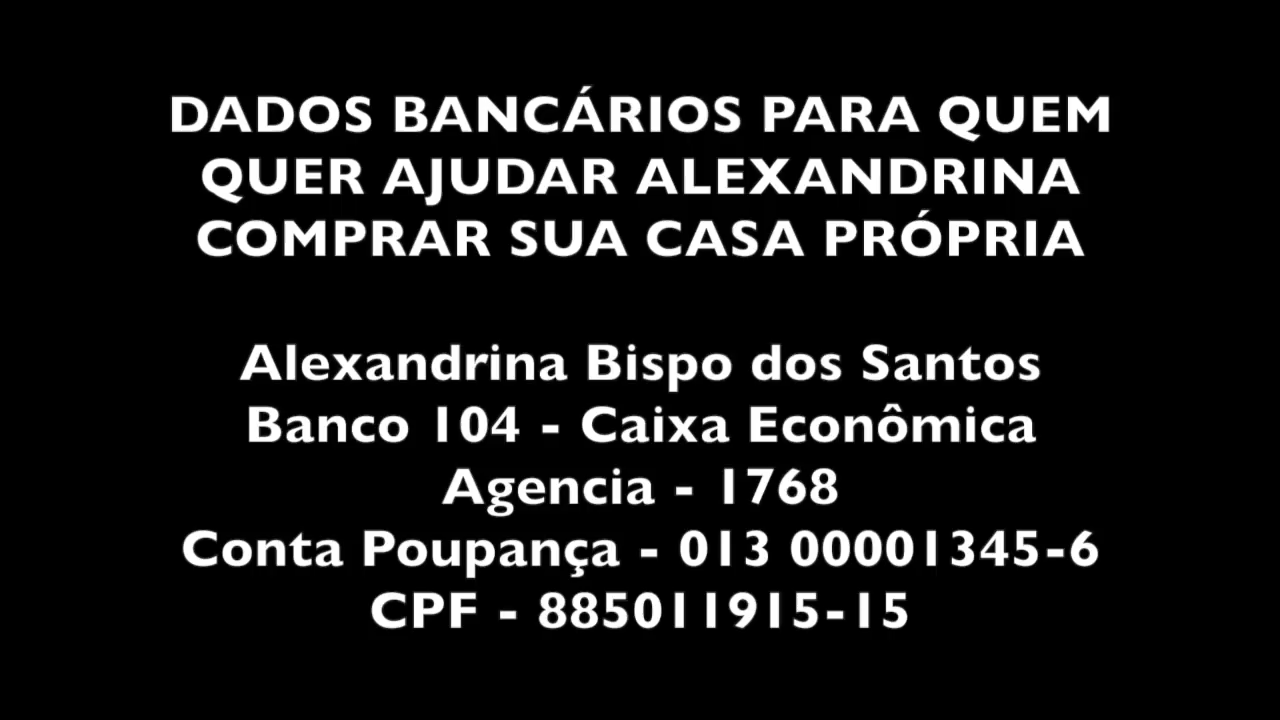 DADOS BANCÁRIOS PARA QUEM
QUER AJUDAR ALEXANDRINA
COMPRAR SUA CASA PRÓPRIA
Alexandrina Bispo dos Santos
Banco 104 - Caixa Econômica
Agencia - 1768
Conta Poupança - 013 00001345-6
CPF - 885011915-15